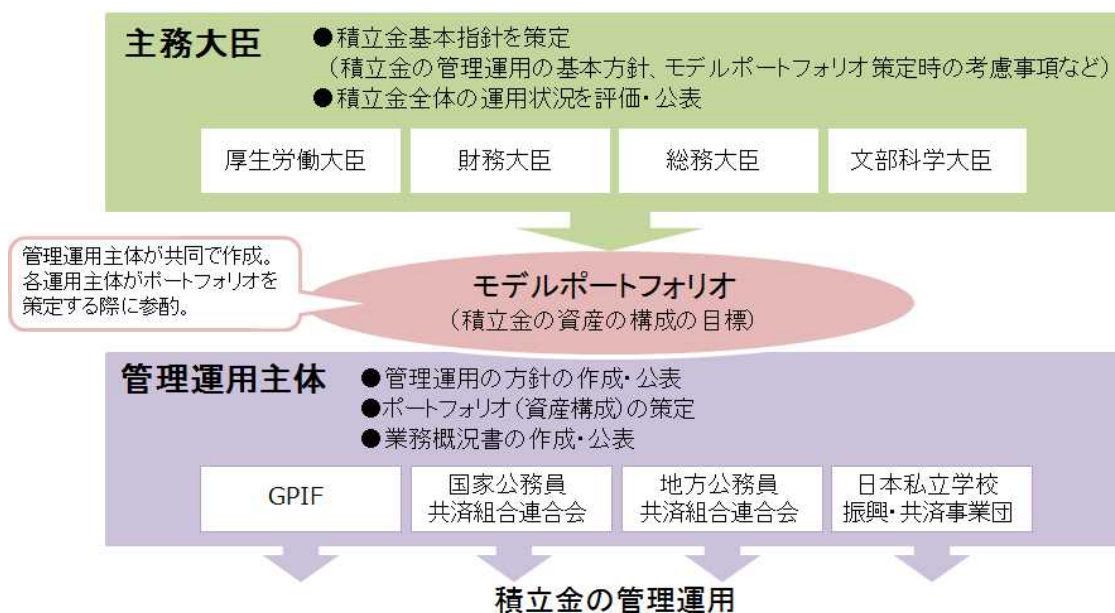 主務大臣
●積立金基本指針を策定
（積立金の管理運用の基本方針、モデルポートフォリオ策定時の考慮事項など）
●積立金全体の運用状況を評価・公表
厚生労働大臣
財務大臣
総務大臣
文部科学大臣
管理運用主体が共同で作成。
各運用主体がポートフォリオを
策定する際に参酌。
モデルポートフォリオ
（積立金の資産の構成の目標）
管理運用主体
●管理運用の方針の作成・公表
●ポートフォリオ（資産構成）の策定
●業務概況書の作成・公表
GPIF
国家公務員
共済組合連合会
地方公務員
共済組合連合会
日本私立学校
振興・共済事業団
積立金の管理運用